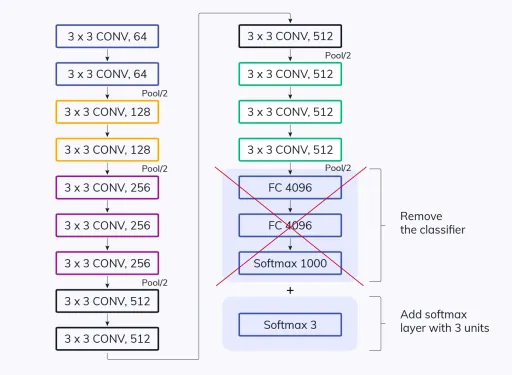 3 x 3 CONV, 64
3 x 3 CONV, 64
Pool/2
3 x 3 CONV, 128
3 x 3 CONV, 128
Pool/2
3 x 3 CONV, 256
3 x 3 CONV, 256
3 x 3 CONV, 256
Pool/2
3 x 3 CONV, 512
3 x 3 CONV, 512
3 x 3 CONV, 512
Pool/2
3 x 3 CONV, 512
3 x 3 CONV, 512
3 x 3 CONV, 512
Pool/2
FC 4096
FC 4096
Softmax 1000
Remove
the classifier
+
Softmax 3
Add softmax
layer with 3 units